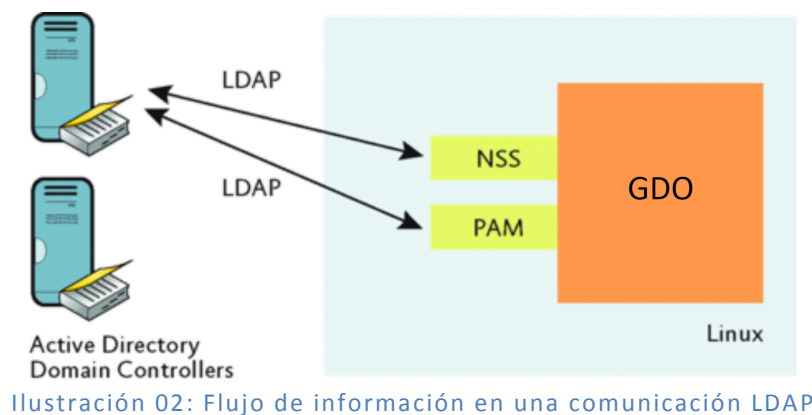 LDAP
LDAP
NSS
PAM
GDO
Linux
Active Directory
Domain Controllers
Ilustración 02: Flujo de información en una comunicación LDAP